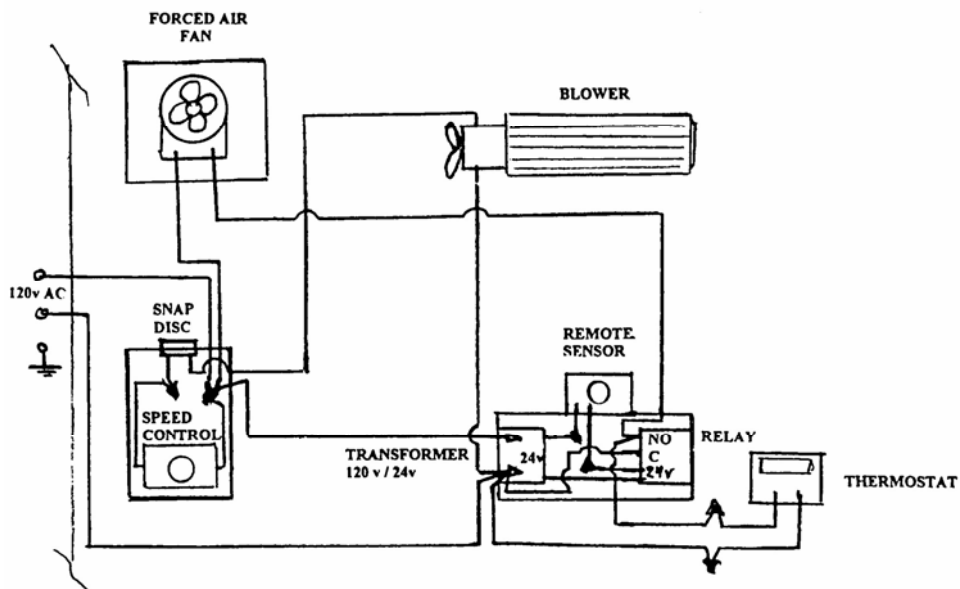 FORCED AIR
FAN
BLOWER
120v AC
SNAP
DISC
REMOTE
SENSOR
SPEED
CONTROL
TRANSFORMER
120 v / 24v
24v
NO
C
24v
RELAY
THERMOSTAT